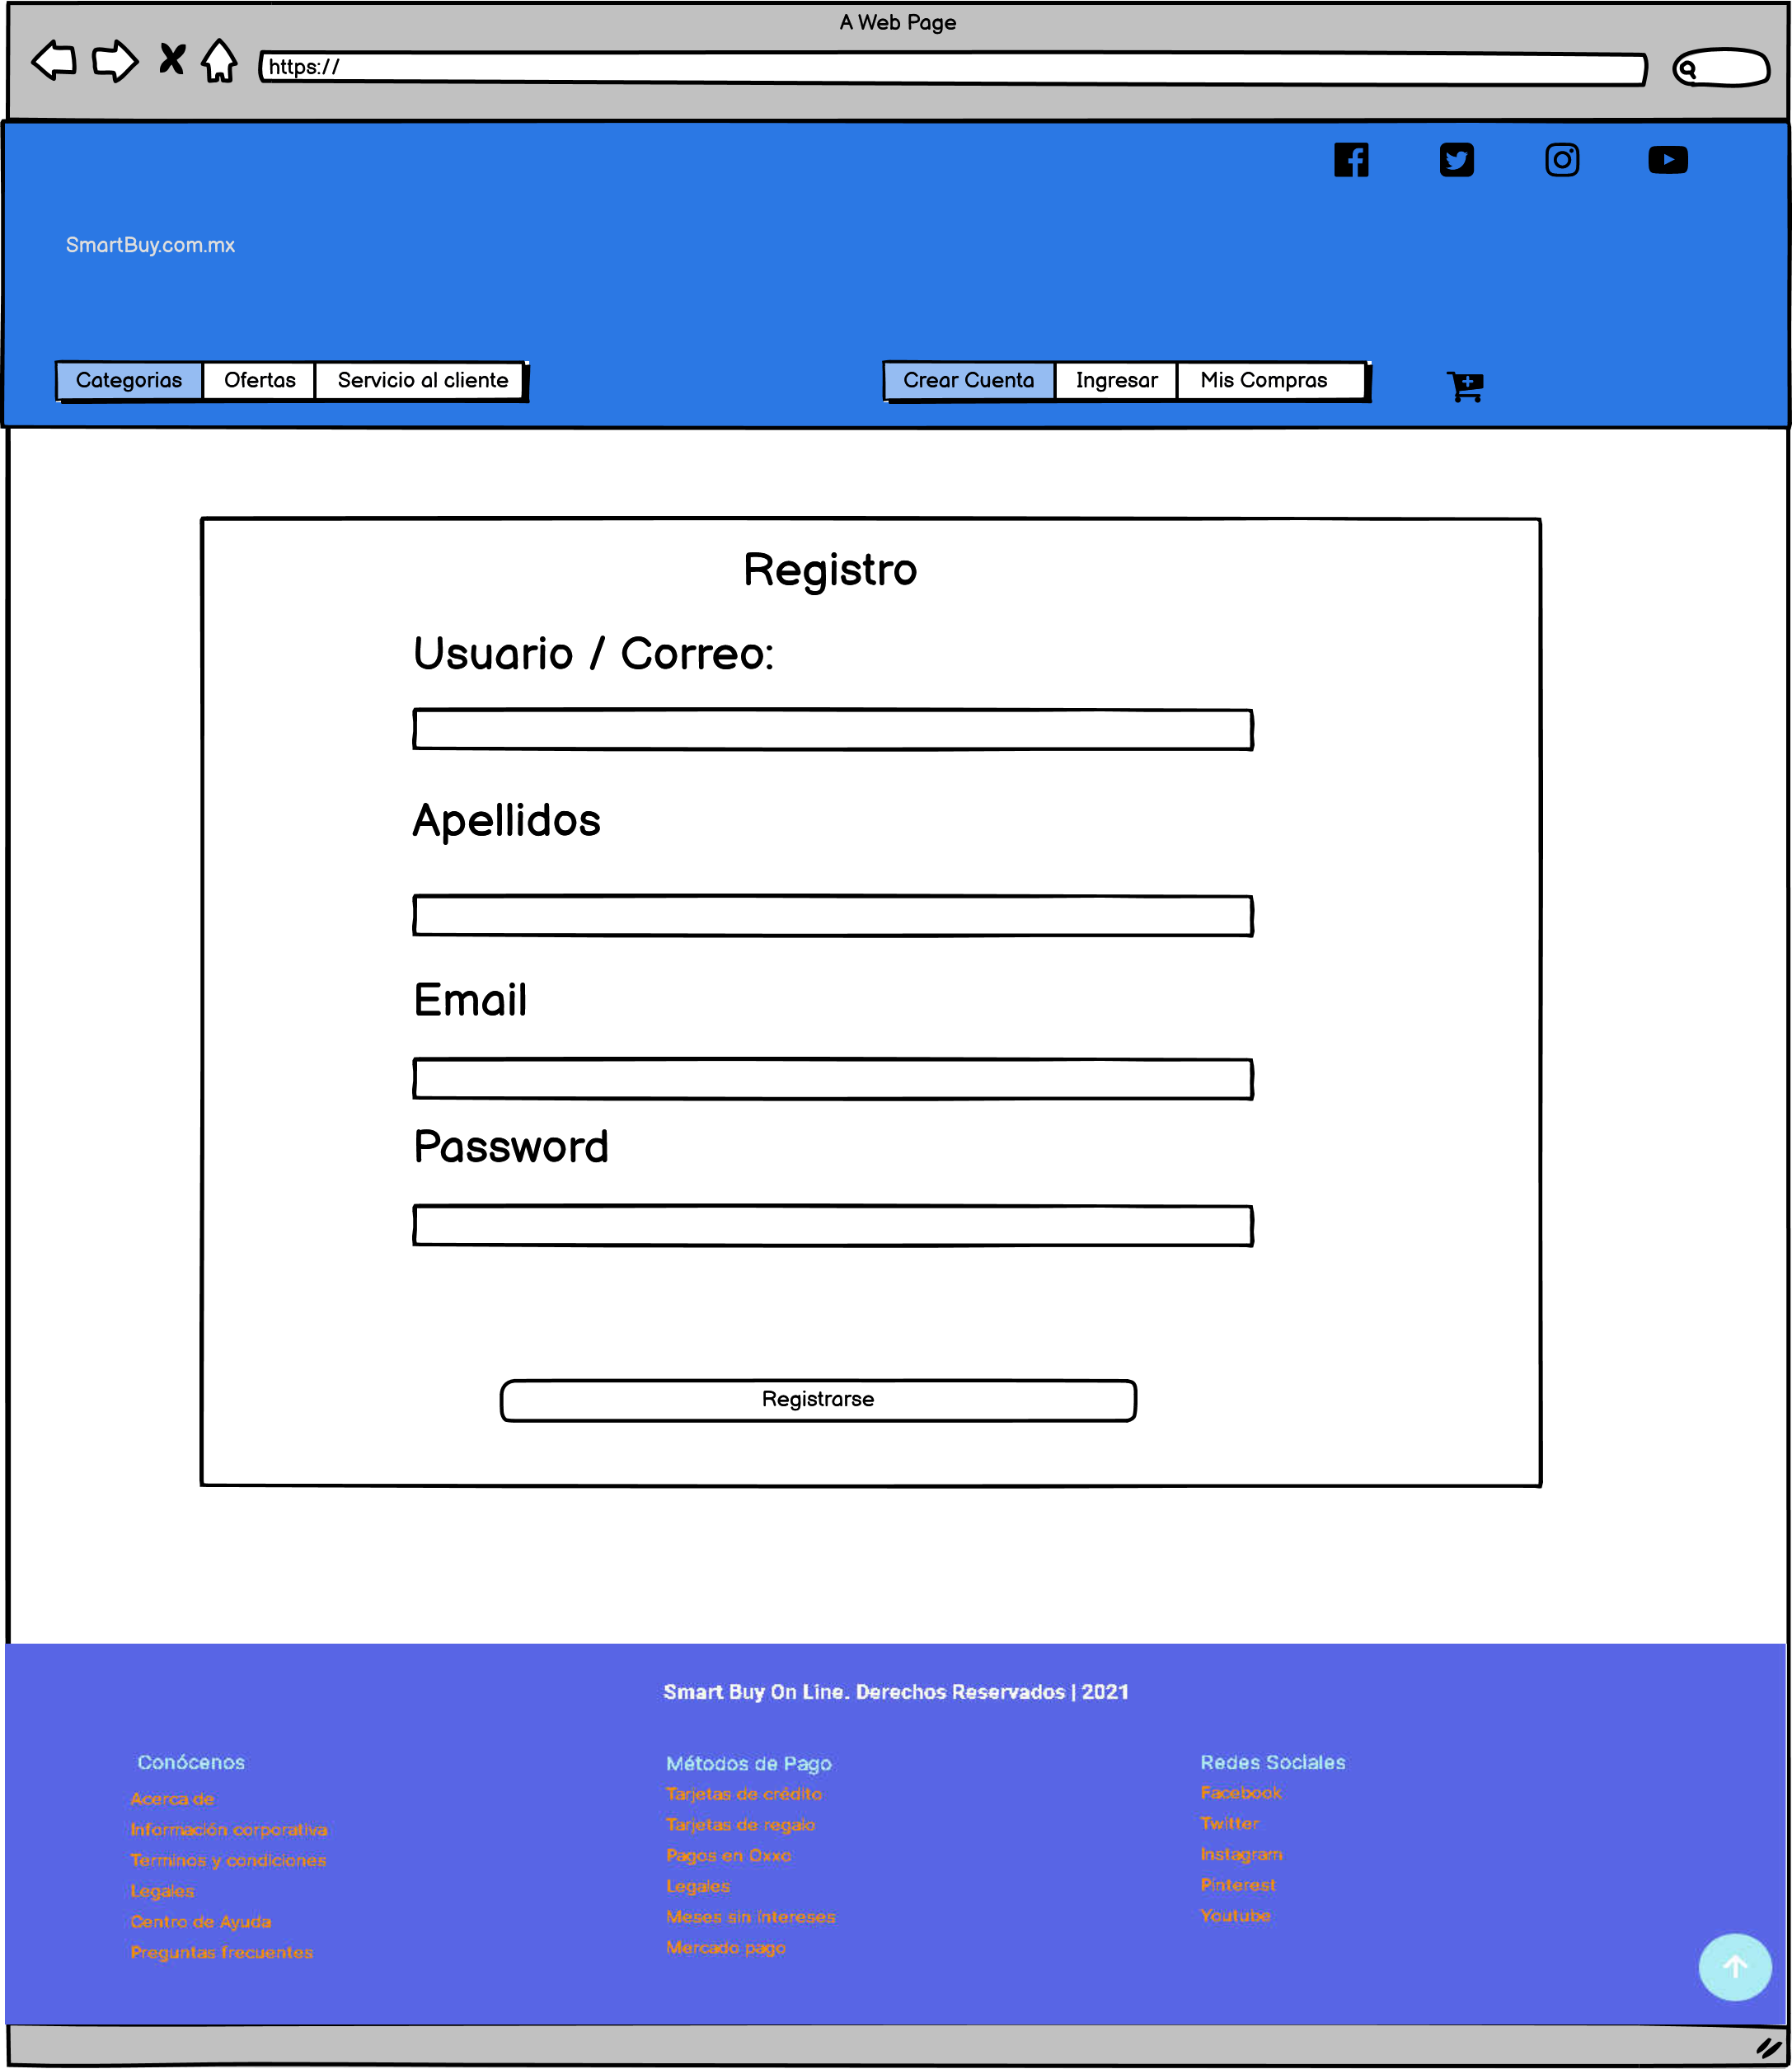 A Web Page
https://
SmartBuy.com.mx
Categorias Ofertas Servicio al cliente Crear Cuenta Ingresar Mis Compras
Registro
Usuario / Correo:
Apellidos
Email
Password
Registrarse
Smart Buy On Line. Derechos Reservados | 2021
Conócenos
Acerca de
Información corporativa
Terminos y condiciones
Legales
Centro de Ayuda
Preguntas frecuentes
Métodos de Pago
Tarjetas de crédito
Tarjetas de regalo
Pagos en Oxxo
Legales
Meses sin intereses
Mercado pago
Redes Sociales
Facebook
Twitter
Instagram
Pinterest
Youtube